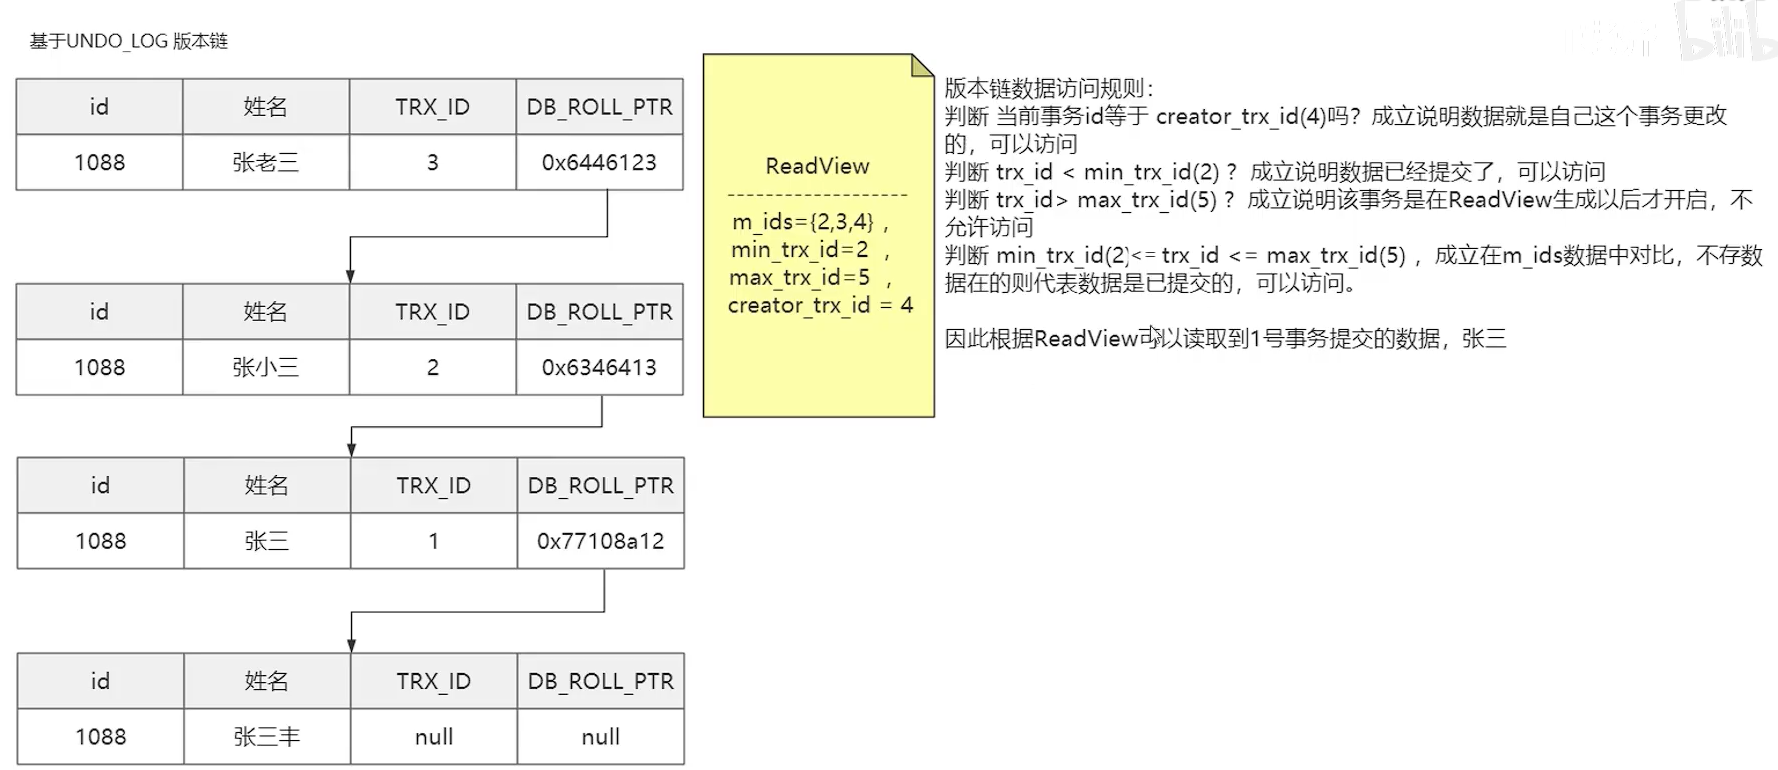 基于UNDO_LOG 版本链
id 姓名 TRX_ID DB_ROLL_PTR
1088 张老三 3 0x6446123
id 姓名 TRX_ID DB_ROLL_PTR
1088 张小三 2 0x6346413
id 姓名 TRX_ID DB_ROLL_PTR
1088 张三 1 0x77108a12
id 姓名 TRX_ID DB_ROLL_PTR
1088 张三丰 null null
ReadView
m_ids={2,3,4} ,
min_trx_id=2 ,
max_trx_id=5 ,
creator_trx_id = 4
版本链数据访问规则：
判断 当前事务id等于 creator_trx_id(4)吗？成立说明数据就是自己这个事务更改
的，可以访问
判断 trx_id < min_trx_id(2) ？成立说明数据已经提交了，可以访问
判断 trx_id> max_trx_id(5) ？成立说明该事务是在ReadView生成以后才开启，不
允许访问
判断 min_trx_id(2)<= trx_id <= max_trx_id(5) ，成立在m_ids数据中对比，不存数
据在的则代表数据是已提交的，可以访问。
因此根据ReadView可以读取到1号事务提交的数据，张三
bilibili